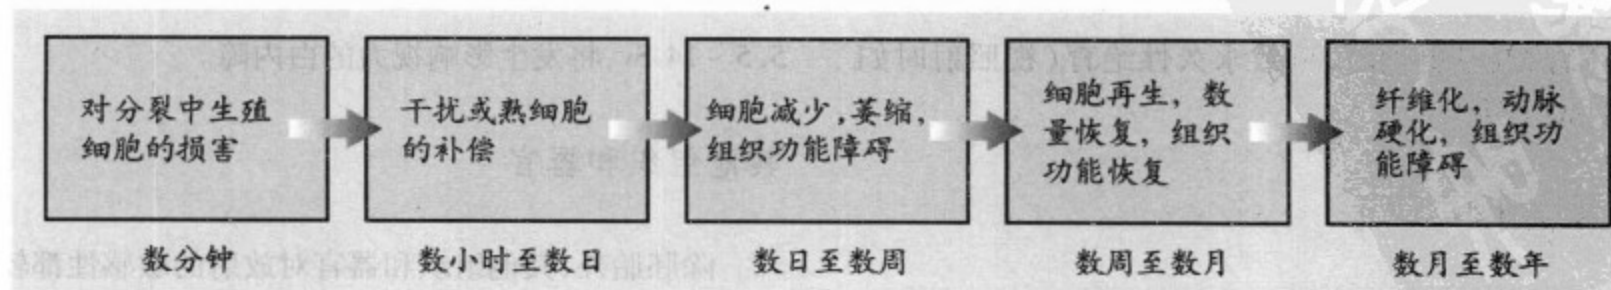 对分裂中生殖
细胞的损害
数分钟
干扰或熟细胞
的补偿
数小时至数日
细胞减少,萎缩,
组织功能障碍
数日至数周
细胞再生，数
量恢复，组织
功能恢复
数周至数月
纤维化，动脉
硬化，组织功
能障碍
数月至数年